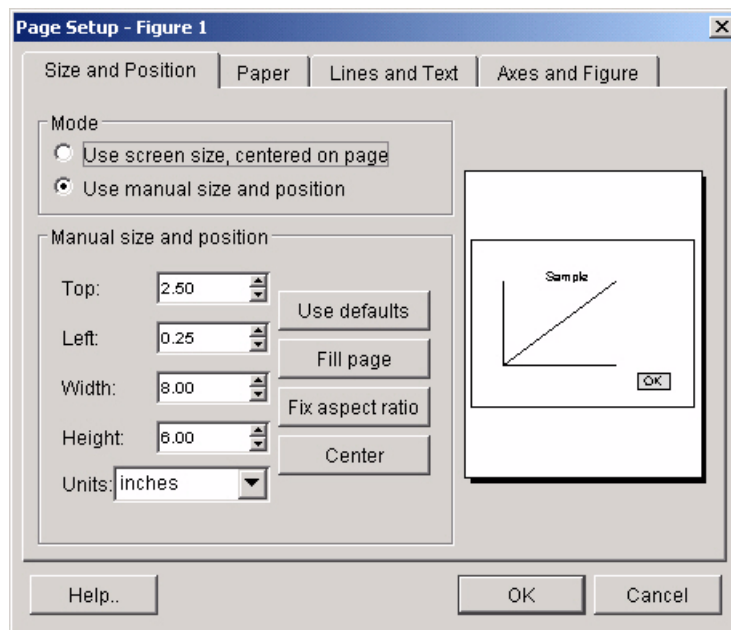 Page Setup - Figure 1
Size and Position
Paper
Lines and Text
Axes and Figure
Mode
Use screen size, centered on page
Use manual size and position
Manual size and position
Top: 2.50
Left: 0.25
Width: 8.00
Height: 6.00
Units: inches
Use defaults
Fill page
Fix aspect ratio
Center
Sample
OK
Help..
OK
Cancel